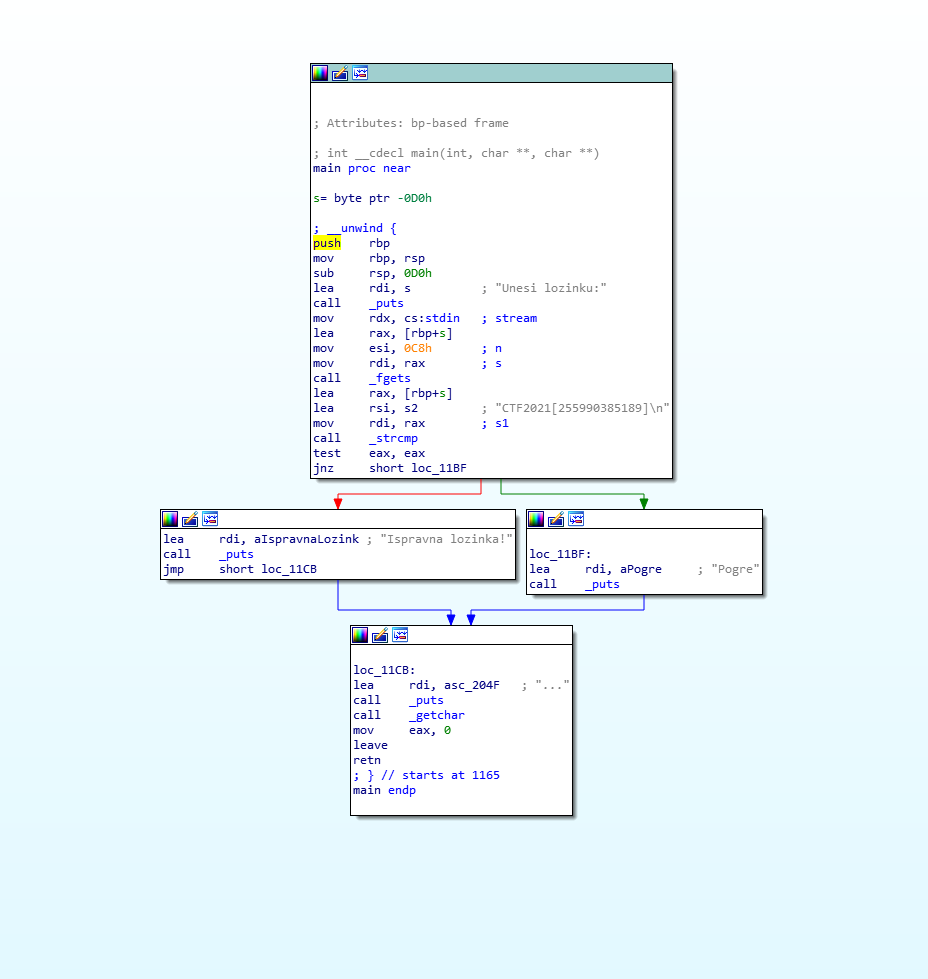 ; Attributes: bp-based frame
; int __cdecl main(int, char **, char **)
main proc near
s= byte ptr -0D0h
; __unwind {
push    rbp
mov     rbp, rsp
sub     rsp, 0D0h
lea     rdi, s          ; "Unesi lozinku:"
call    _puts
mov     rdx, cs:stdin   ; stream
lea     rax, [rbp+s]
mov     esi, 0C8h       ; n
mov     rdi, rax        ; s
call    _fgets
lea     rax, [rbp+s]
lea     rsi, s2         ; "CTF2021[255990385189]\n"
mov     rdi, rax        ; s1
call    _strcmp
test    eax, eax
jnz     short loc_11BF
lea     rdi, aIspravnaLozink ; "Ispravna lozinka!"
call    _puts
jmp     short loc_11CB
loc_11BF:
lea     rdi, aPogre     ; "Pogre"
call    _puts
loc_11CB:
lea     rdi, asc_204F   ; "..."
call    _puts
call    _getchar
mov     eax, 0
leave
retn
; } // starts at 1165
main endp